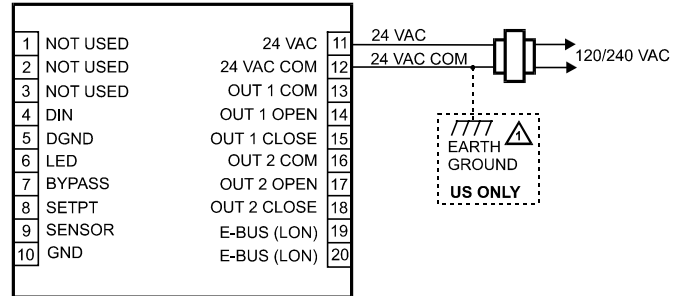 1 NOT USED 24 VAC 11 24 VAC
2 NOT USED 24 VAC COM 12 24 VAC COM 120/240 VAC
3 NOT USED OUT 1 COM 13
4 DIN OUT 1 OPEN 14
5 DGND OUT 1 CLOSE 15
6 LED OUT 2 COM 16
7 BYPASS OUT 2 OPEN 17
8 SETPT OUT 2 CLOSE 18
9 SENSOR E-BUS (LON) 19
10 GND E-BUS (LON) 20
1
EARTH
GROUND
US ONLY